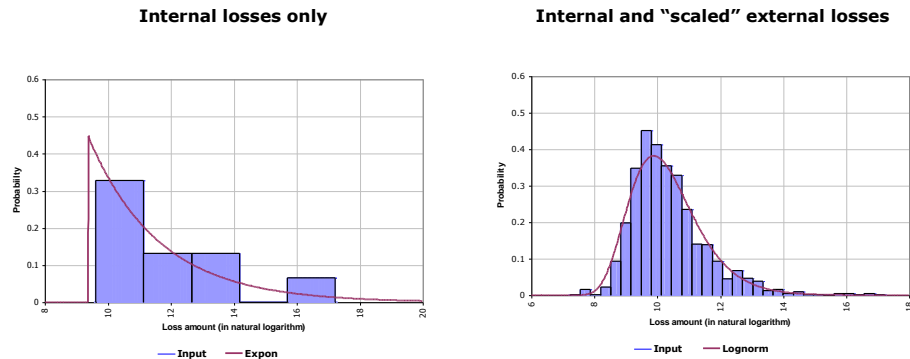 Internal losses only
Internal and “scaled” external losses
0.6
0.5
0.4
0.3
0.2
0.1
0
Probability
8
10
12
14
16
18
20
Loss amount (in natural logarithm)
Input
Expon
0.6
0.5
0.4
0.3
0.2
0.1
0
Probability
6
8
10
12
14
16
18
Loss amount (in natural logarithm)
Input
Lognorm